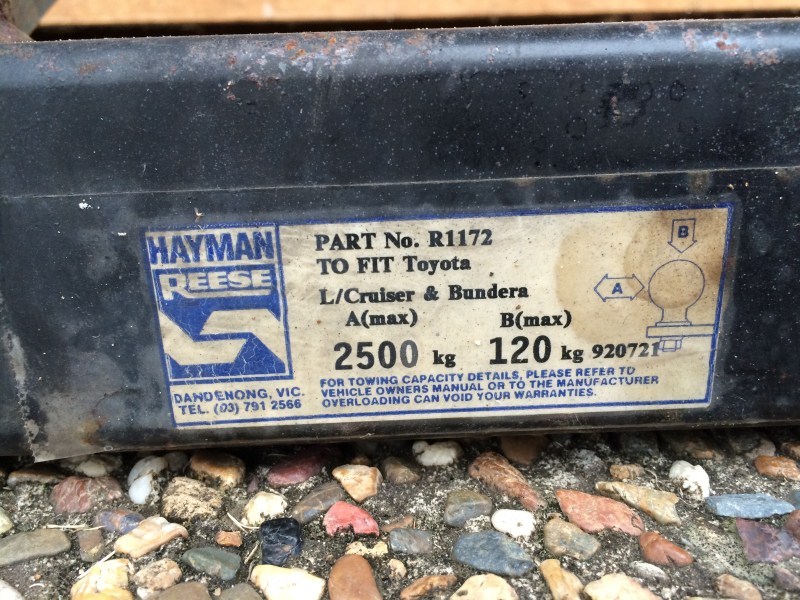 HAYMAN
REESE
DANDENONG, VIC.
TEL. (03) 791 2566
PART No. R1172
TO FIT Toyota
L/Cruiser & Bundera
A(max) B(max)
2500 kg 120 kg 920721
FOR TOWING CAPACITY DETAILS, PLEASE REFER TO
VEHICLE OWNERS MANUAL OR TO THE MANUFACTURER
OVERLOADING CAN VOID YOUR WARRANTIES.
B
A